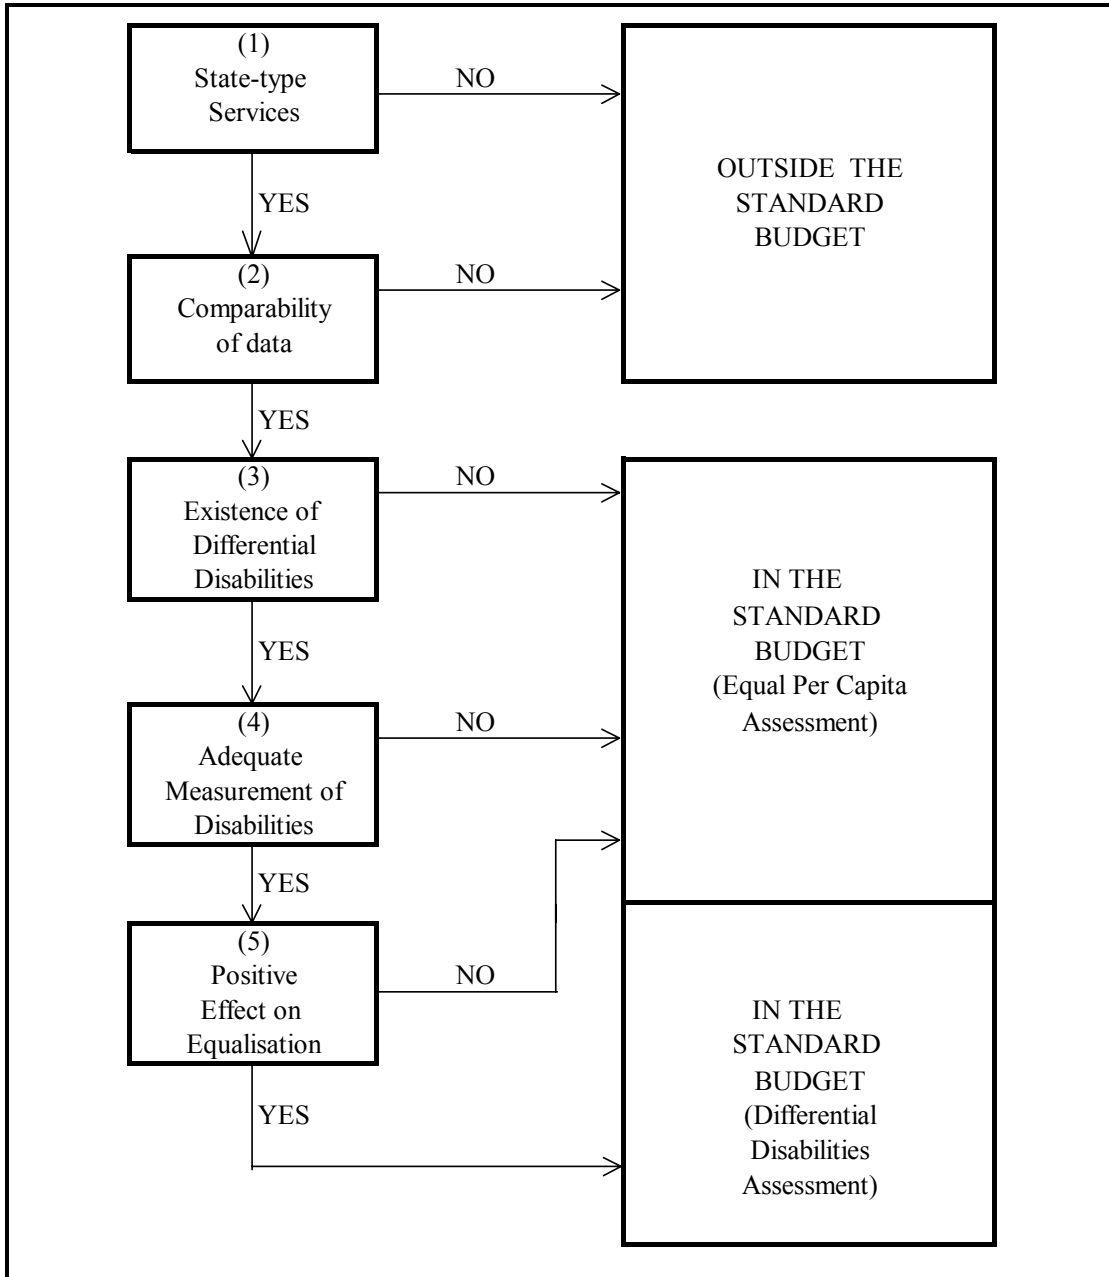 (1)
State-type
Services
NO
YES
OUTSIDE THE
STANDARD
BUDGET
(2)
Comparability
of data
NO
YES
(3)
Existence of
Differential
Disabilities
NO
YES
IN THE
STANDARD
BUDGET
(Equal Per Capita
Assessment)
(4)
Adequate
Measurement of
Disabilities
NO
YES
(5)
Positive
Effect on
Equalisation
NO
YES
IN THE
STANDARD
BUDGET
(Differential
Disabilities
Assessment)